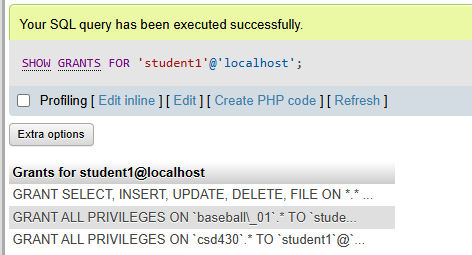 Your SQL query has been executed successfully.
SHOW GRANTS FOR 'student1'@'localhost';
Profiling [ Edit inline ] [ Edit ] [ Create PHP code ] [ Refresh ]
Extra options
Grants for student1@localhost
GRANT SELECT, INSERT, UPDATE, DELETE, FILE ON *.* ...
GRANT ALL PRIVILEGES ON `baseball\_01`.* TO `stude...
GRANT ALL PRIVILEGES ON `csd430`.* TO `student1`@`...